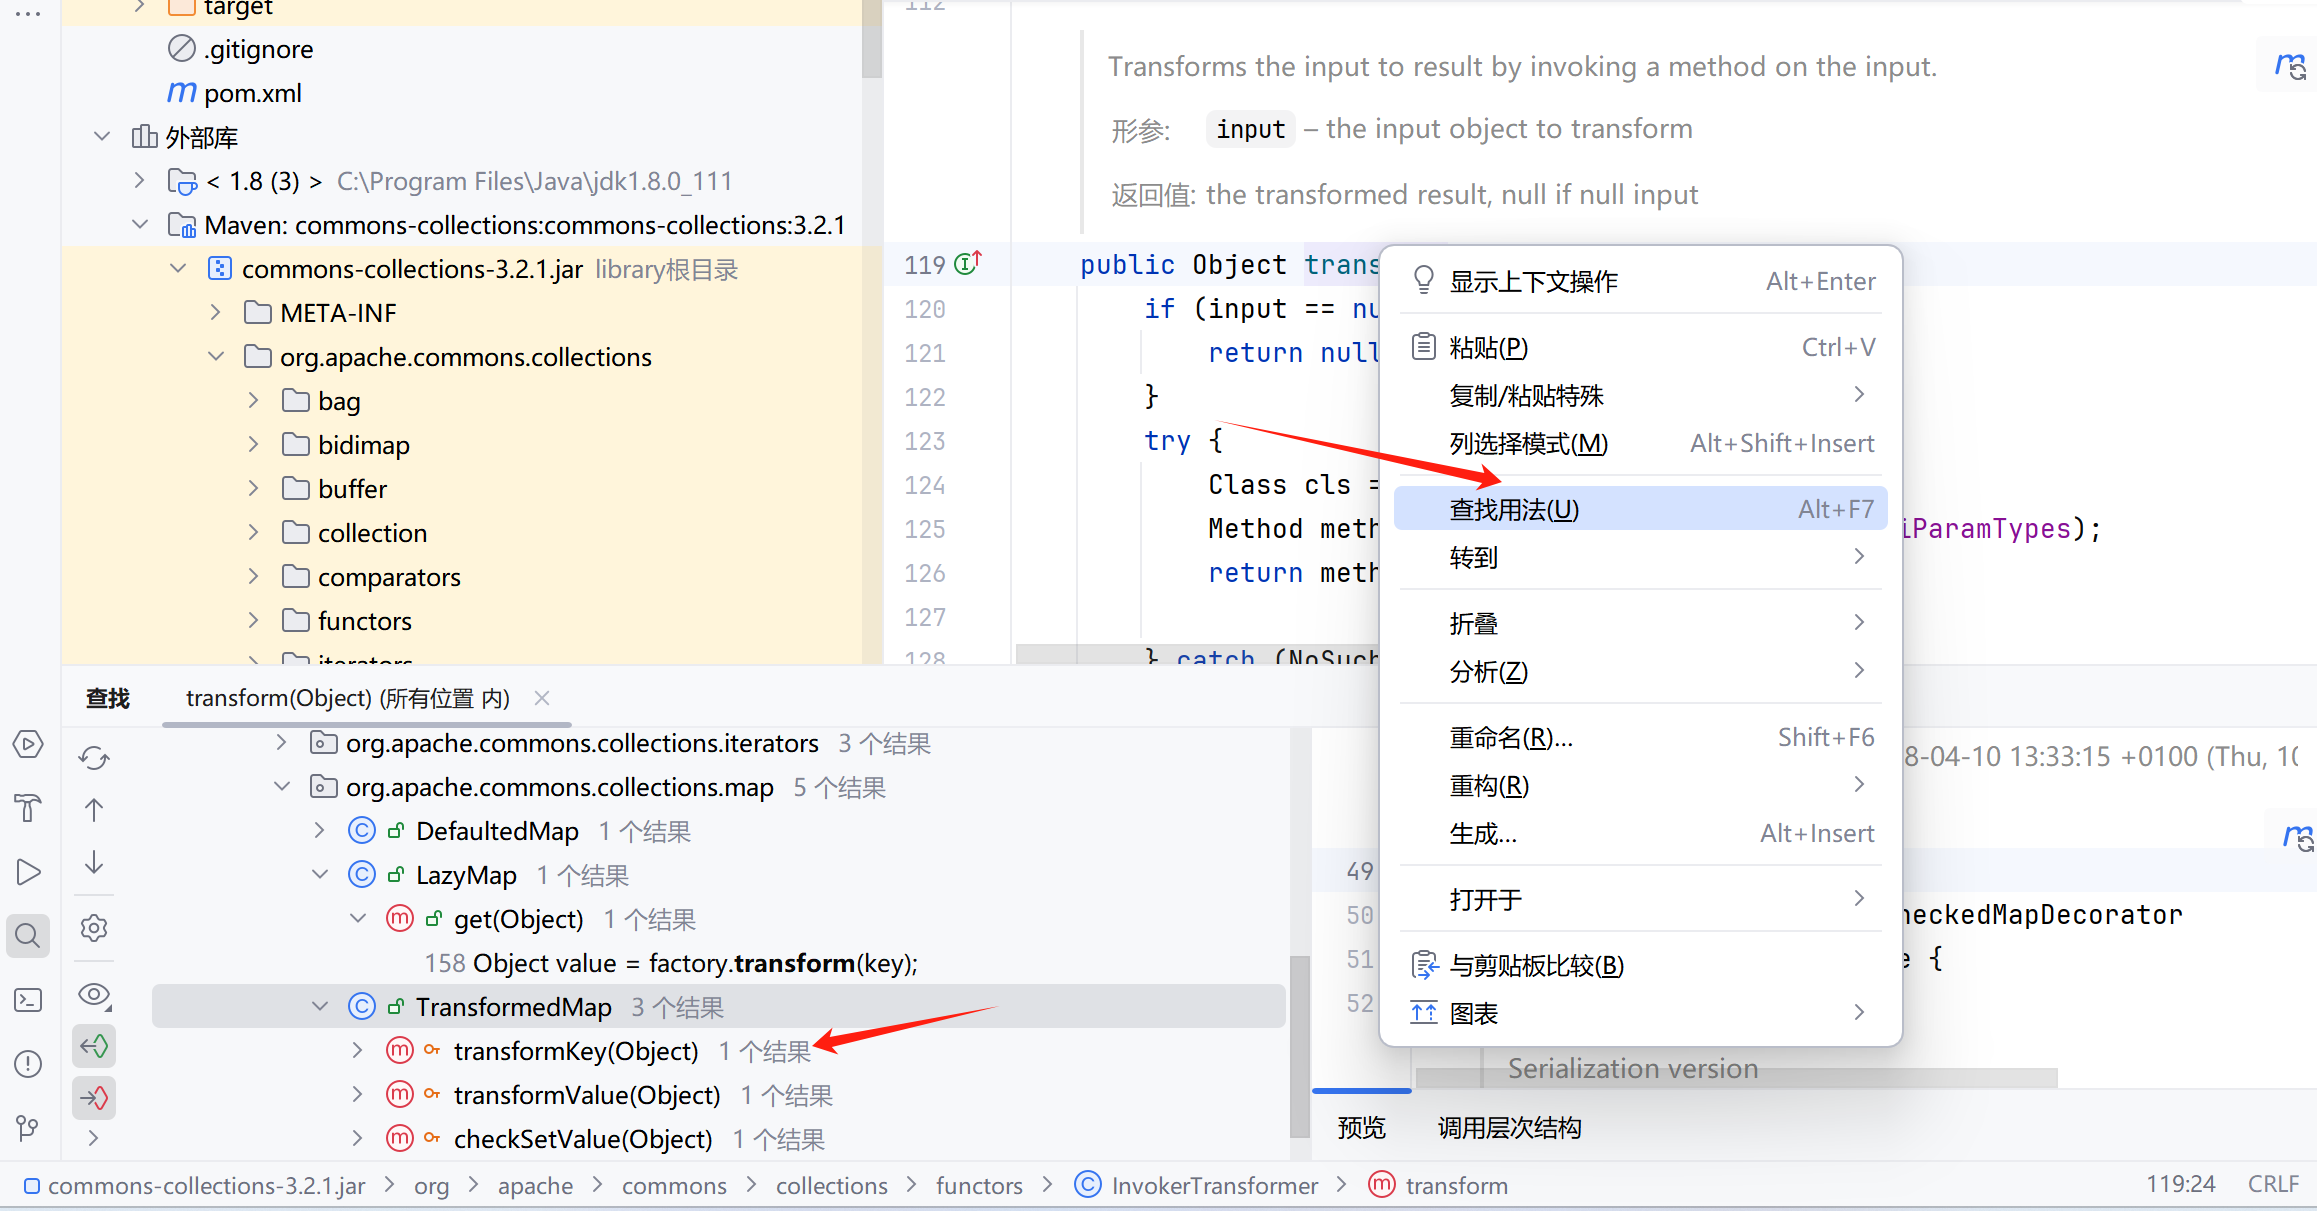 target
.gitignore
pom.xml
外部库
< 1.8 (3) > C:\Program Files\Java\jdk1.8.0_111
Maven: commons-collections:commons-collections:3.2.1
commons-collections-3.2.1.jar library根目录
META-INF
org.apache.commons.collections
bag
bidimap
buffer
collection
comparators
functors
iterators
112
Transforms the input to result by invoking a method on the input.
形参: input – the input object to transform
返回值: the transformed result, null if null input
119 public Object trans
120 if (input == nu
121 return null
122 }
123 try {
124 Class cls =
125 Method meth iParamTypes);
126 return meth
127
128 } catch (NoSuch
显示上下文操作 Alt+Enter
粘贴(P) Ctrl+V
复制/粘贴特殊
列选择模式(M) Alt+Shift+Insert
查找用法(U) Alt+F7
转到
折叠
分析(Z)
重命名(R)... Shift+F6
重构(R)
生成... Alt+Insert
打开于
与剪贴板比较(B)
图表
查找 transform(Object) (所有位置 内)
org.apache.commons.collections.iterators 3 个结果
org.apache.commons.collections.map 5 个结果
DefaultedMap 1 个结果
LazyMap 1 个结果
get(Object) 1 个结果
158 Object value = factory.transform(key);
TransformedMap 3 个结果
transformKey(Object) 1 个结果
transformValue(Object) 1 个结果
checkSetValue(Object) 1 个结果
8-04-10 13:33:15 +0100 (Thu, 10
49
50 heckedMapDecorator
51 e {
52
Serialization version
预览 调用层次结构
commons-collections-3.2.1.jar > org > apache > commons > collections > functors > InvokerTransformer > transform
119:24 CRLF